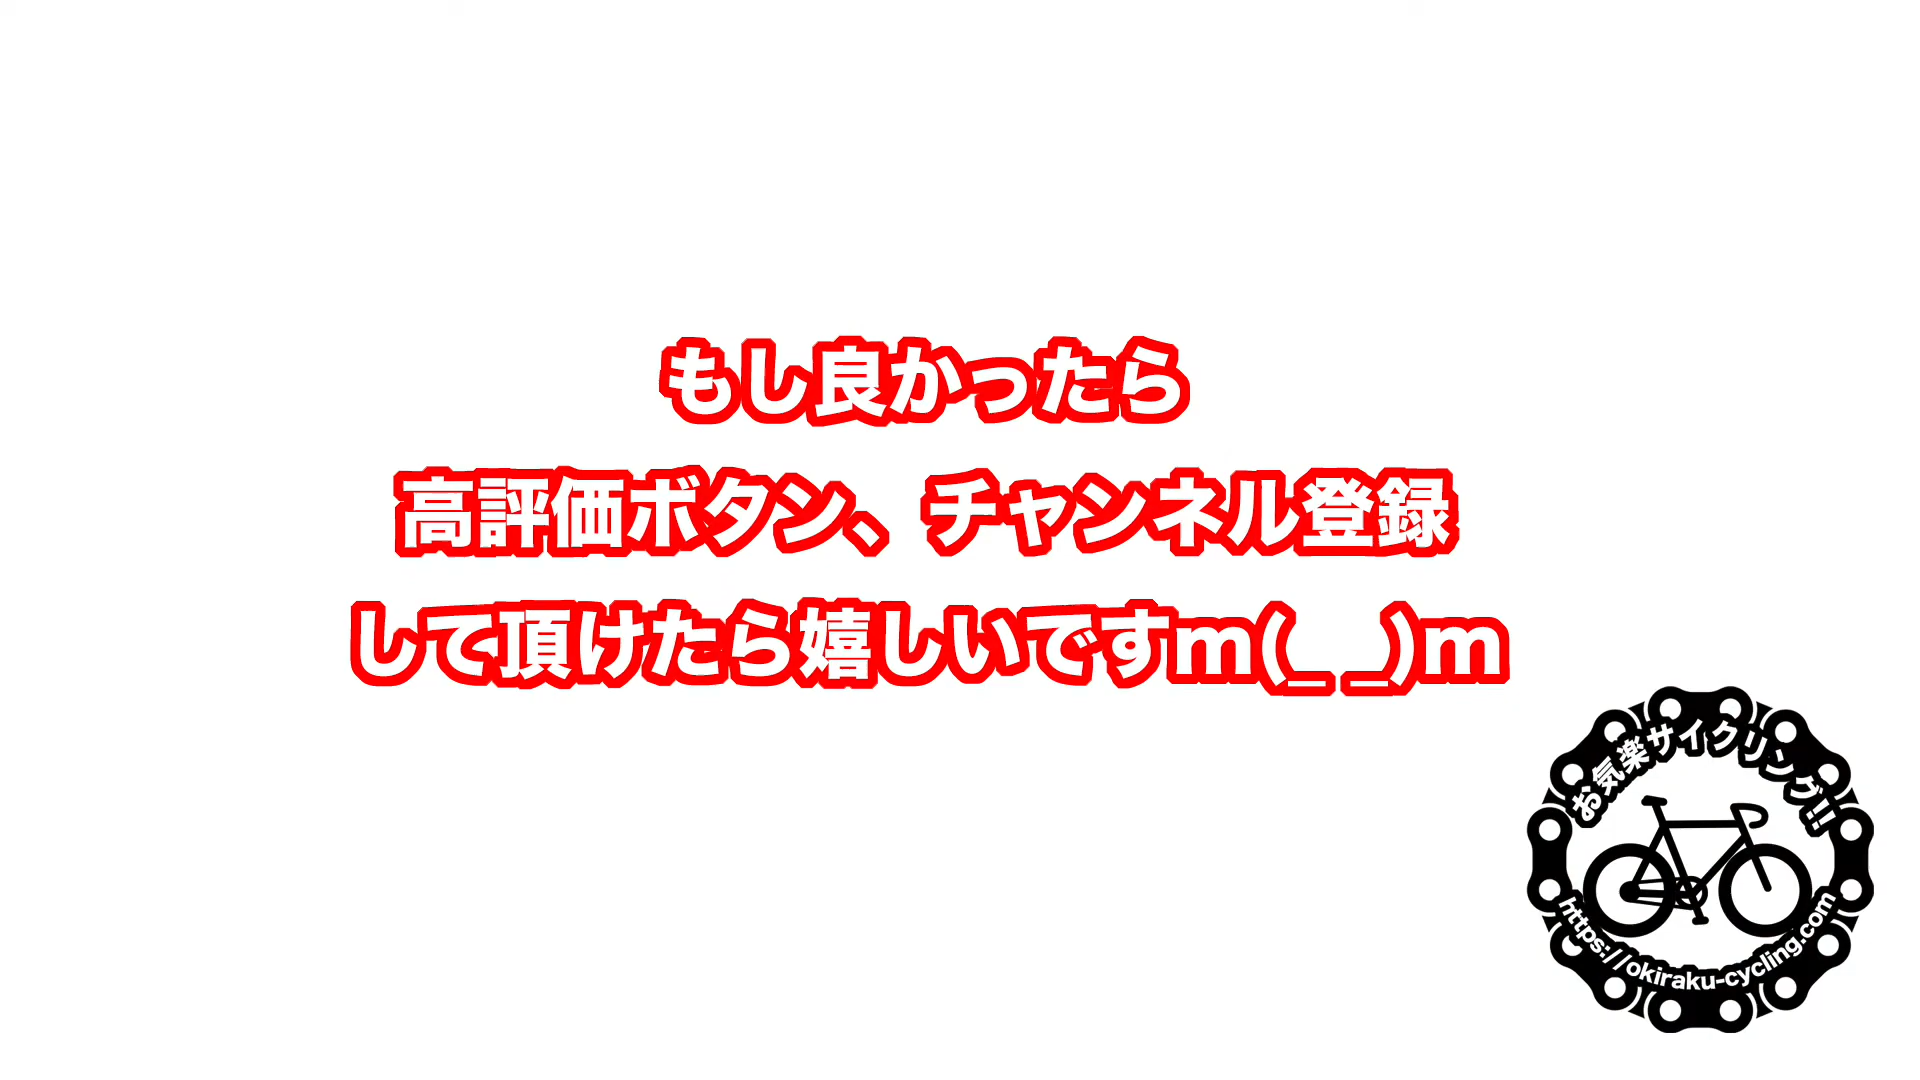 もし良かったら
高評価ボタン、チャンネル登録
して頂けたら嬉しいですm(_ _)m
お気楽サイクリング!!
https://okiraku-cycling.com